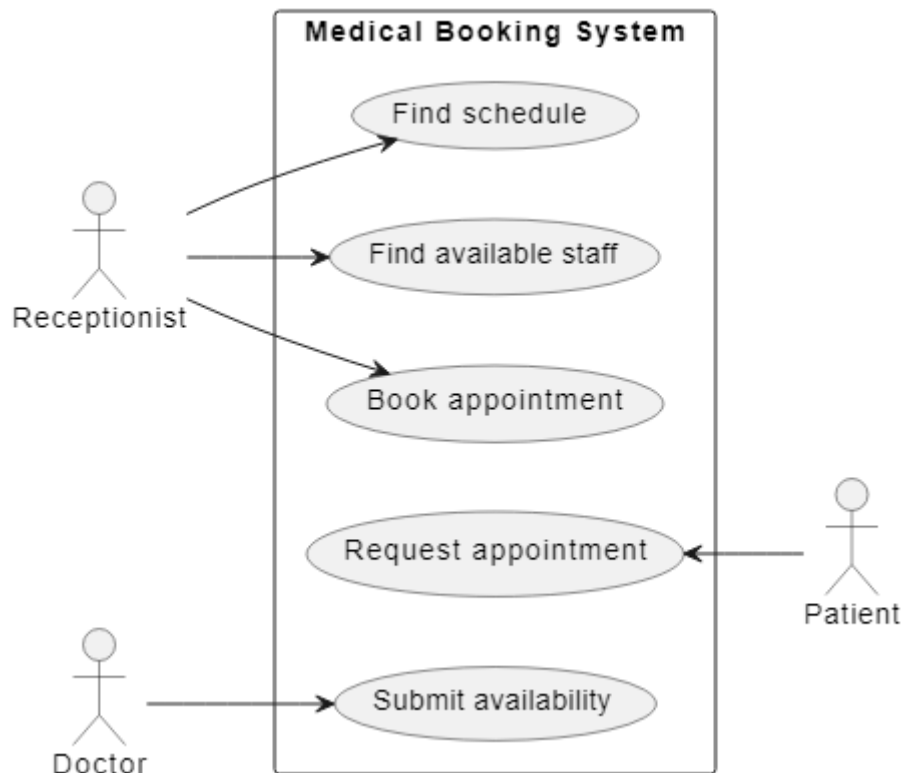 Medical Booking System
Find schedule
Find available staff
Receptionist
Book appointment
Request appointment
Patient
Submit availability
Doctor